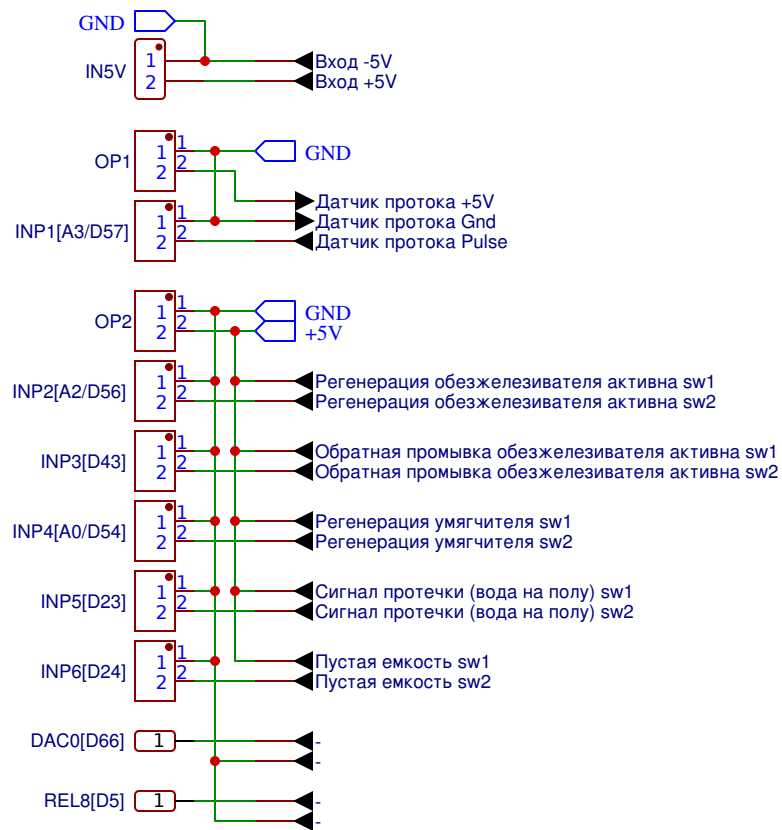 GND
IN5V
1
2
Вход -5V
Вход +5V
OP1
1 1
2 2
GND
Датчик протока +5V
INP1[A3/D57]
1 1
2 2
Датчик протока Gnd
Датчик протока Pulse
OP2
1 1
2 2
GND
+5V
INP2[A2/D56]
1 1
2 2
Регенерация обезжелезивателя активна sw1
Регенерация обезжелезивателя активна sw2
INP3[D43]
1 1
2 2
Обратная промывка обезжелезивателя активна sw1
Обратная промывка обезжелезивателя активна sw2
INP4[A0/D54]
1 1
2 2
Регенерация умягчителя sw1
Регенерация умягчителя sw2
INP5[D23]
1 1
2 2
Сигнал протечки (вода на полу) sw1
Сигнал протечки (вода на полу) sw2
INP6[D24]
1 1
2 2
Пустая емкость sw1
Пустая емкость sw2
DAC0[D66] 1 -
-
REL8[D5] 1 -
-